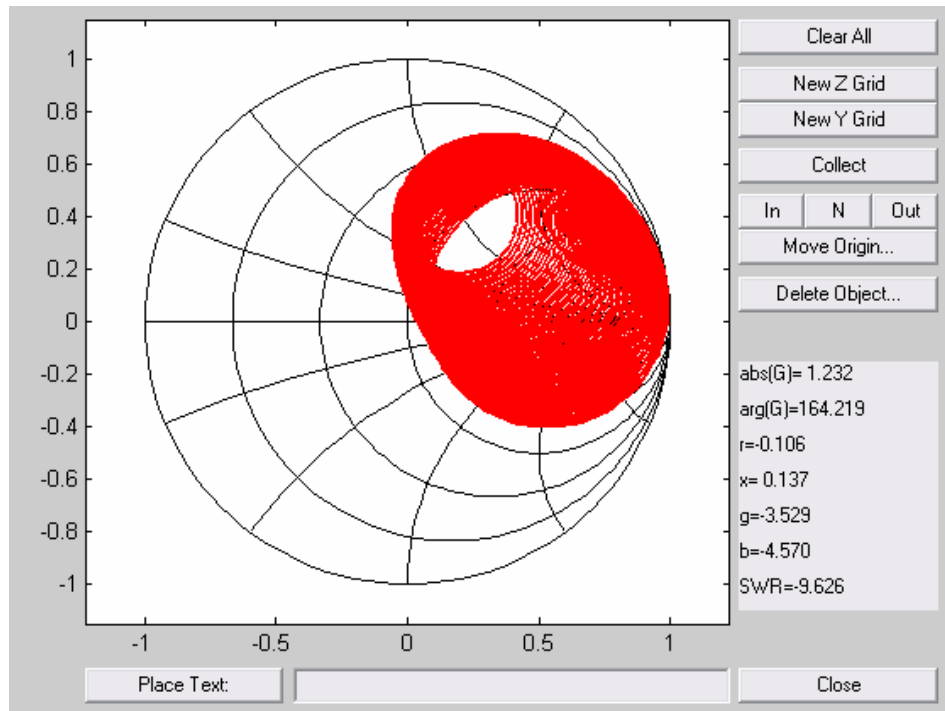 1
0.8
0.6
0.4
0.2
0
-0.2
-0.4
-0.6
-0.8
-1
-1 -0.5 0 0.5 1
Clear All
New Z Grid
New Y Grid
Collect
In N Out
Move Origin...
Delete Object...
abs(G)= 1.232
arg(G)=164.219
r=-0.106
x= 0.137
g=-3.529
b=-4.570
SWR=-9.626
Place Text:
Close